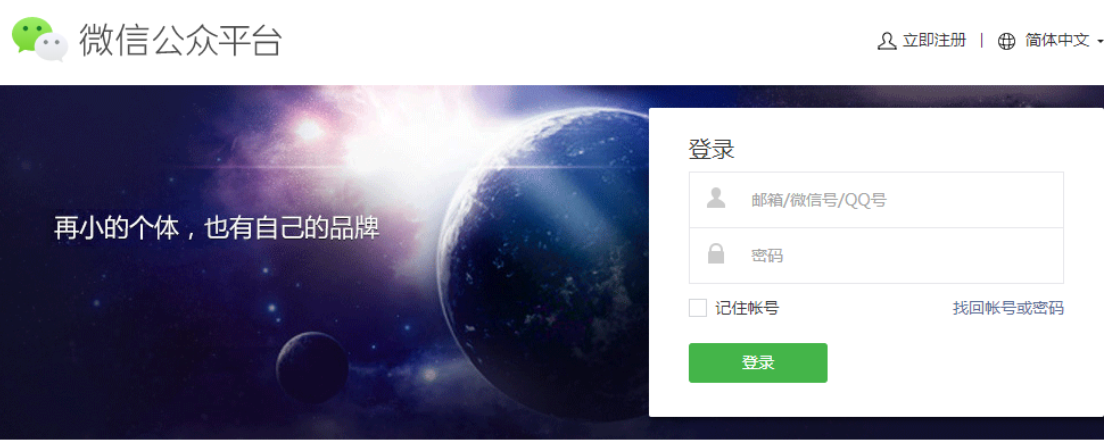 微信公众平台
立即注册 | 简体中文
再小的个体，也有自己的品牌
登录
邮箱/微信号/QQ号
密码
记住帐号 找回帐号或密码
登录